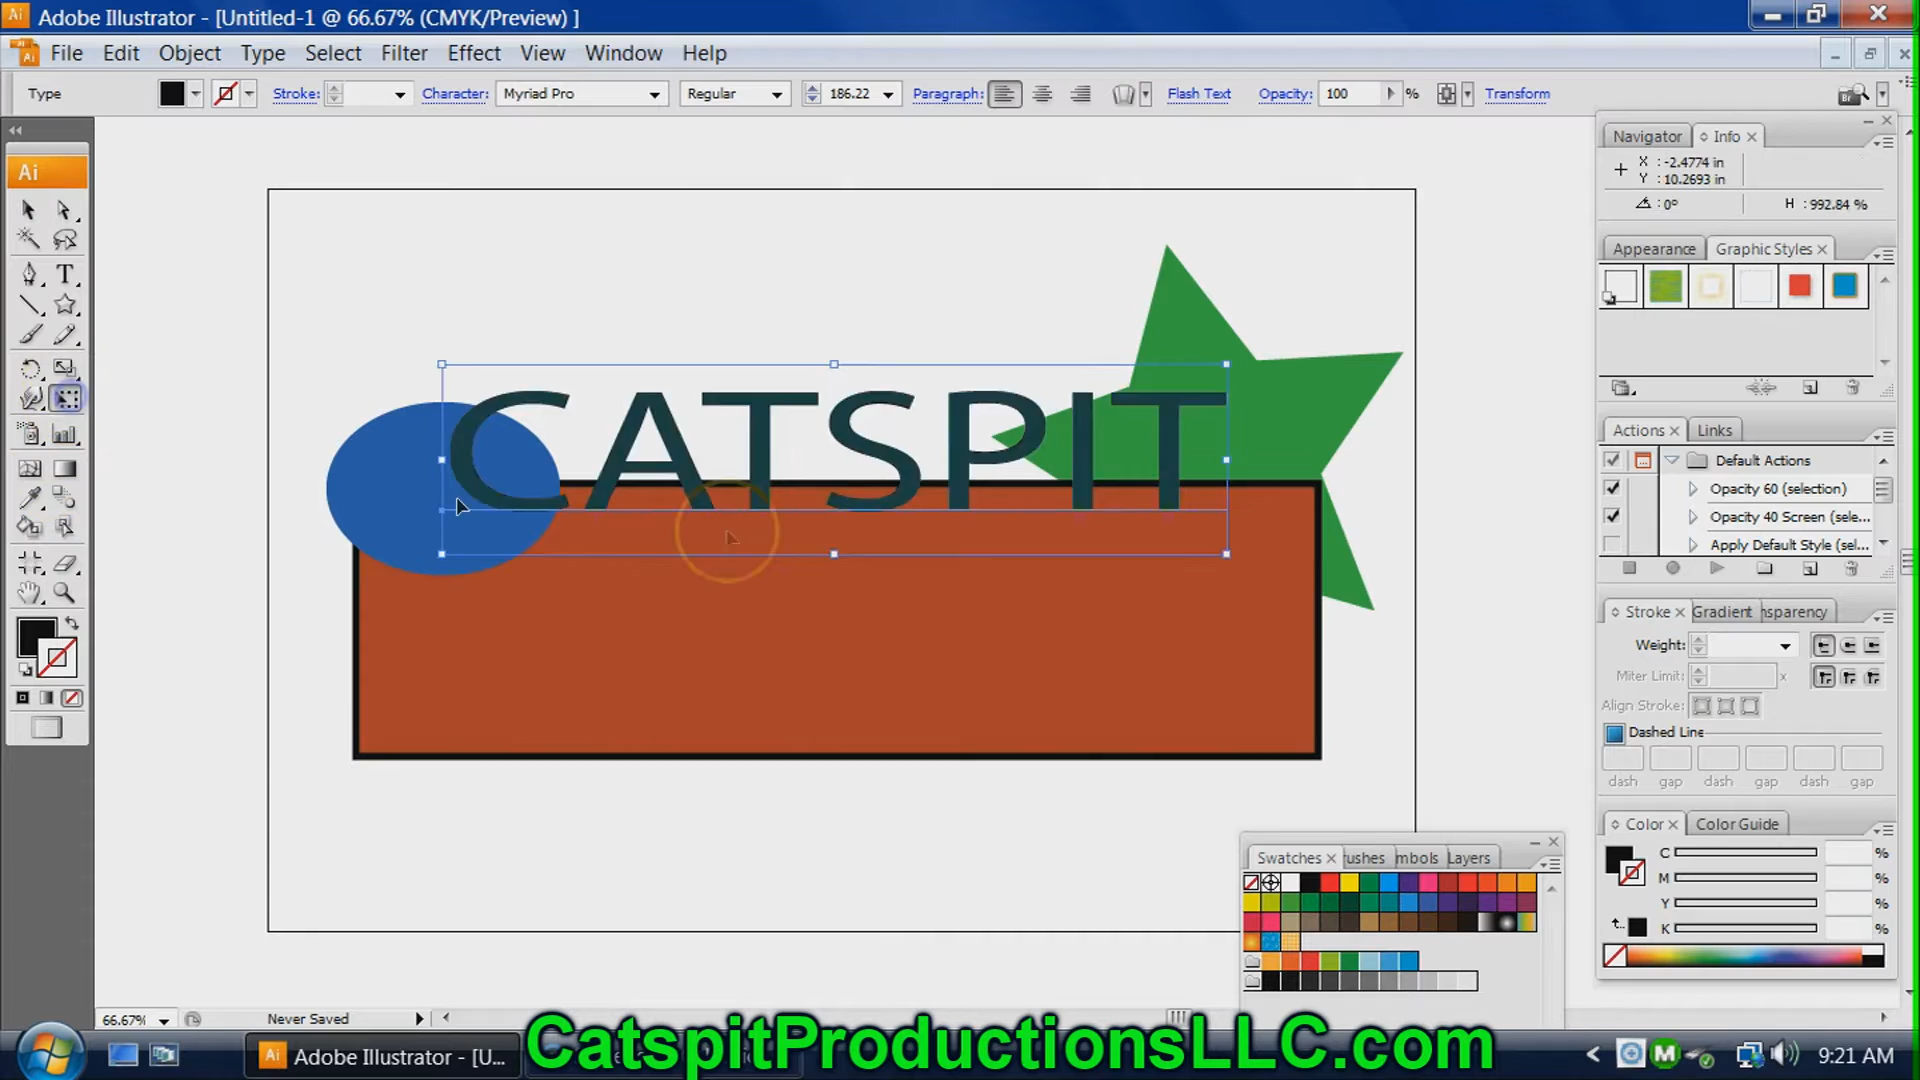 Adobe Illustrator - [Untitled-1 @ 66.67% (CMYK/Preview) ]
File Edit Object Type Select Filter Effect View Window Help
Type Stroke: Character: Myriad Pro Regular 186.22 Paragraph: Flash Text Opacity: 100 % Transform
Ai
Navigator Info
X : -2.4774 in
Y : 10.2693 in
: 0° H : 992.84 %
Appearance Graphic Styles
CATSPIT
Actions Links
Default Actions
Opacity 60 (selection)
Opacity 40 Screen (sele...
Apply Default Style (sel...
Stroke Gradient nsparency
Weight:
Miter Limit: x
Align Stroke:
Dashed Line
dash gap dash gap dash gap
Color Color Guide
C %
M %
Y %
K %
Swatches rushes mbols Layers
66.67% Never Saved
CatspitProductionsLLC.com
Adobe Illustrator - [U...
9:21 AM